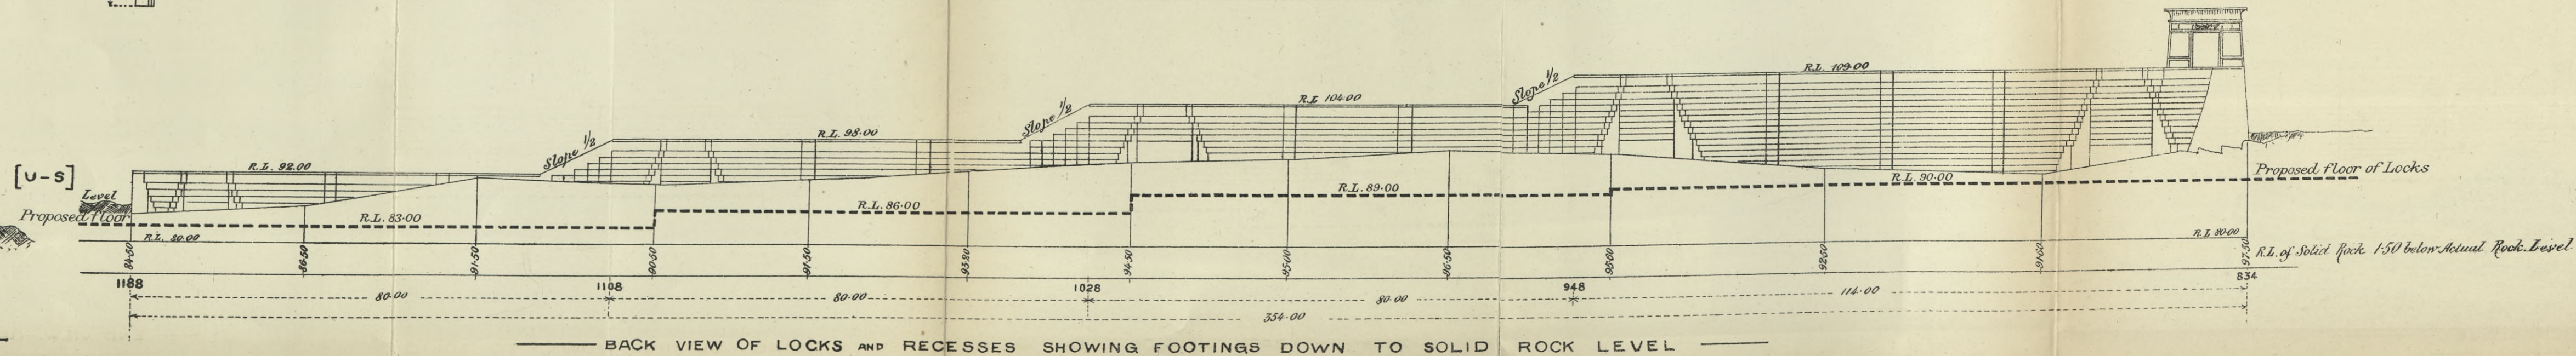 R.L. 109·00
Slope ½
R.L 104·00
Slope ½
R.L. 98·00
Slope ½
R.L. 92·00
[U-S]
Level
Proposed floor
Proposed floor of Locks
R.L. 83·00
R.L. 86·00
R.L. 89·00
R.L. 90·00
R.L. 80·00
R.L 80·00
84·50
86·50
91·50
90·50
91·50
93·20
94·50
95·00
96·50
96·00
92·50
91·60
97·50
R.L. of Solid Rock 1·50 below Actual Rock Level
1188
1108
1028
948
834
80·00
80·00
80·00
114·00
354·00
BACK VIEW OF LOCKS AND RECESSES SHOWING FOOTINGS DOWN TO SOLID ROCK LEVEL